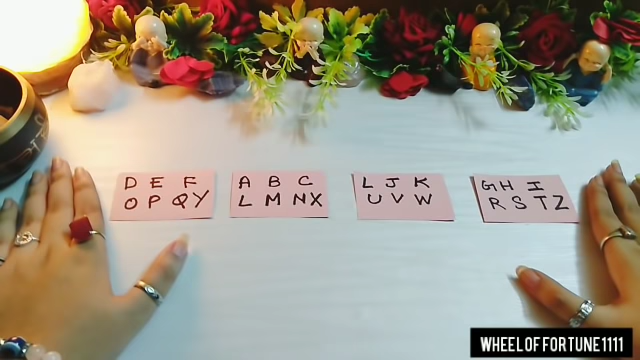 D E F
O P Q Y
A B C
L M N X
L J K
U V W
G H I
R S T Z
WHEEL OF FORTUNE 1111